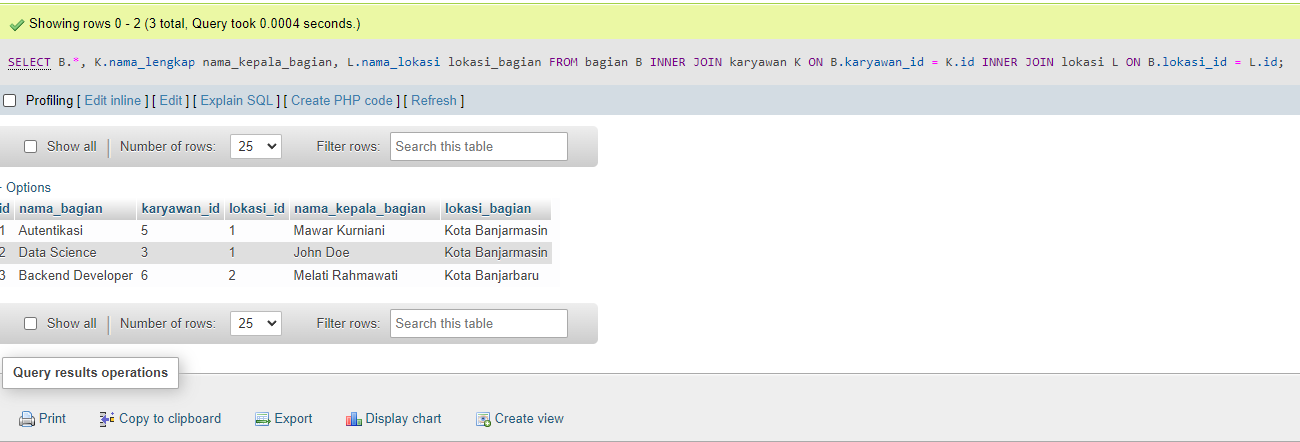 Showing rows 0 - 2 (3 total, Query took 0.0004 seconds.)
SELECT B.*, K.nama_lengkap nama_kepala_bagian, L.nama_lokasi lokasi_bagian FROM bagian B INNER JOIN karyawan K ON B.karyawan_id = K.id INNER JOIN lokasi L ON B.lokasi_id = L.id;
Profiling [ Edit inline ] [ Edit ] [ Explain SQL ] [ Create PHP code ] [ Refresh ]
Show all Number of rows: 25 Filter rows: Search this table
Options
id nama_bagian karyawan_id lokasi_id nama_kepala_bagian lokasi_bagian
1 Autentikasi 5 1 Mawar Kurniani Kota Banjarmasin
2 Data Science 3 1 John Doe Kota Banjarmasin
3 Backend Developer 6 2 Melati Rahmawati Kota Banjarbaru
Show all Number of rows: 25 Filter rows: Search this table
Query results operations
Print Copy to clipboard Export Display chart Create view